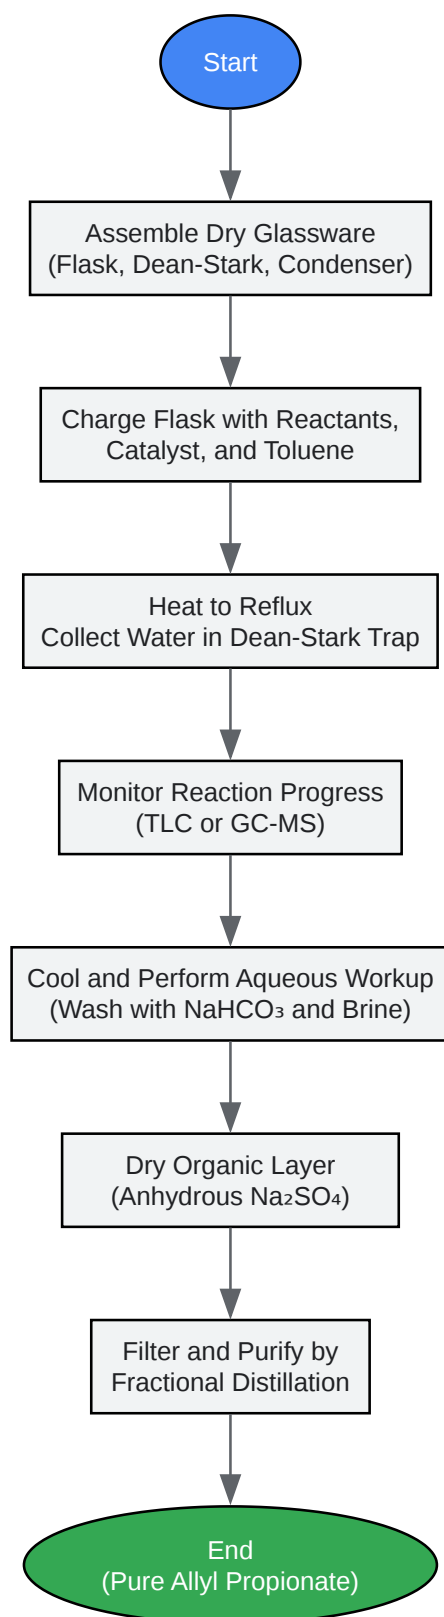 Start
Assemble Dry Glassware
(Flask, Dean-Stark, Condenser)
Charge Flask with Reactants,
Catalyst, and Toluene
Heat to Reflux
Collect Water in Dean-Stark Trap
Monitor Reaction Progress
(TLC or GC-MS)
Cool and Perform Aqueous Workup
(Wash with NaHCO₃ and Brine)
Dry Organic Layer
(Anhydrous Na₂SO₄)
Filter and Purify by
Fractional Distillation
End
(Pure Allyl Propionate)